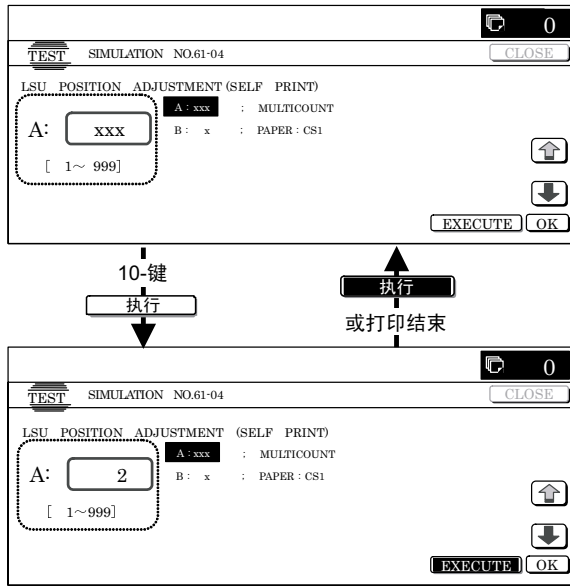 0
TEST SIMULATION NO.61-04 CLOSE
LSU POSITION ADJUSTMENT (SELF PRINT)
A: xxx
[ 1～ 999]
A : xxx ; MULTICOUNT
B : x ; PAPER : CS1
EXECUTE OK
10-键
执行
执行
或打印结束
0
TEST SIMULATION NO.61-04 CLOSE
LSU POSITION ADJUSTMENT (SELF PRINT)
A: 2
[ 1～999]
A : xxx ; MULTICOUNT
B : x ; PAPER : CS1
EXECUTE OK